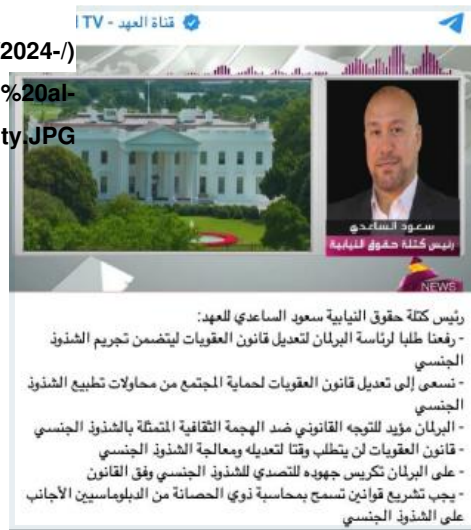 قناة العهد - TV
2024-/)
%20al-
ty.JPG
سعود الساعدي
رئيس كتلة حقوق النيابية
NEWS
رئيس كتلة حقوق النيابية سعود الساعدي للعهد:
- رفعنا طلبا لرئاسة البرلمان لتعديل قانون العقوبات ليتضمن تجريم الشذوذ
الجنسي
- نسعى إلى تعديل قانون العقوبات لحماية المجتمع من محاولات تطبيع الشذوذ
الجنسي
- البرلمان مؤيد للتوجه القانوني ضد الهجمة الثقافية المتمثلة بالشذوذ الجنسي
- قانون العقوبات لن يتطلب وقتا لتعديله ومعالجة الشذوذ الجنسي
- على البرلمان تكريس جهوده للتصدي للشذوذ الجنسي وفق القانون
- يجب تشريع قوانين تسمح بمحاسبة ذوي الحصانة من الدبلوماسيين الأجانب
على الشذوذ الجنسي